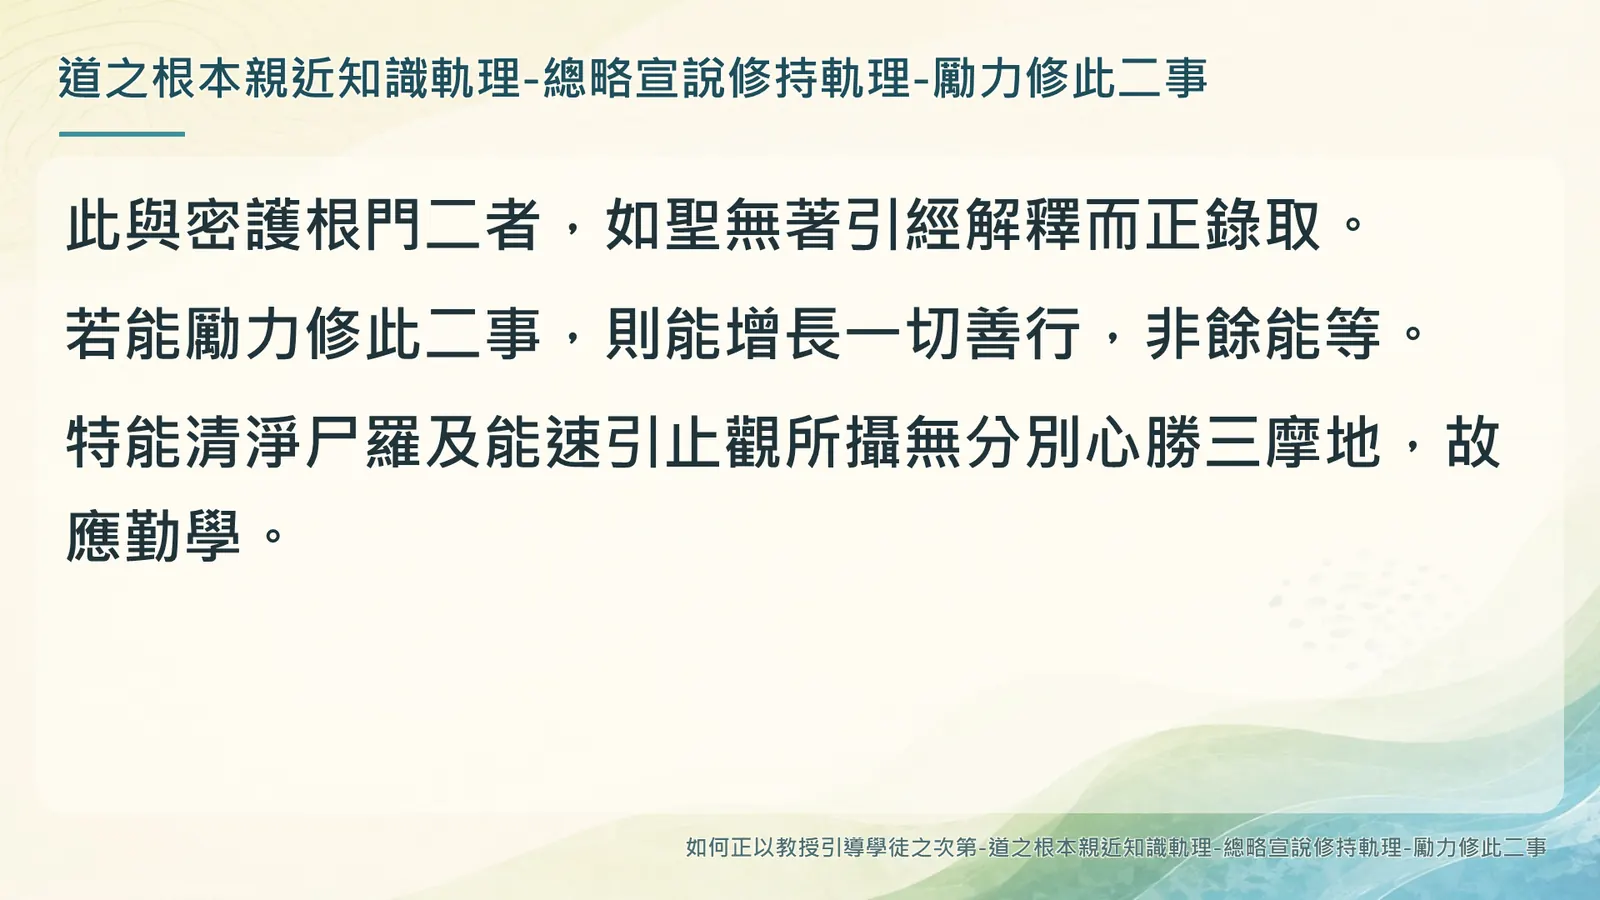 道之根本親近知識軌理-總略宣說修持軌理-勵力修此二事
此與密護根門二者，如聖無著引經解釋而正錄取。
若能勵力修此二事，則能增長一切善行，非餘能等。
特能清淨尸羅及能速引止觀所攝無分別心勝三摩地，故
應勤學。
如何正以教授引導學徒之次第-道之根本親近知識軌理-總略宣說修持軌理-勵力修此二事